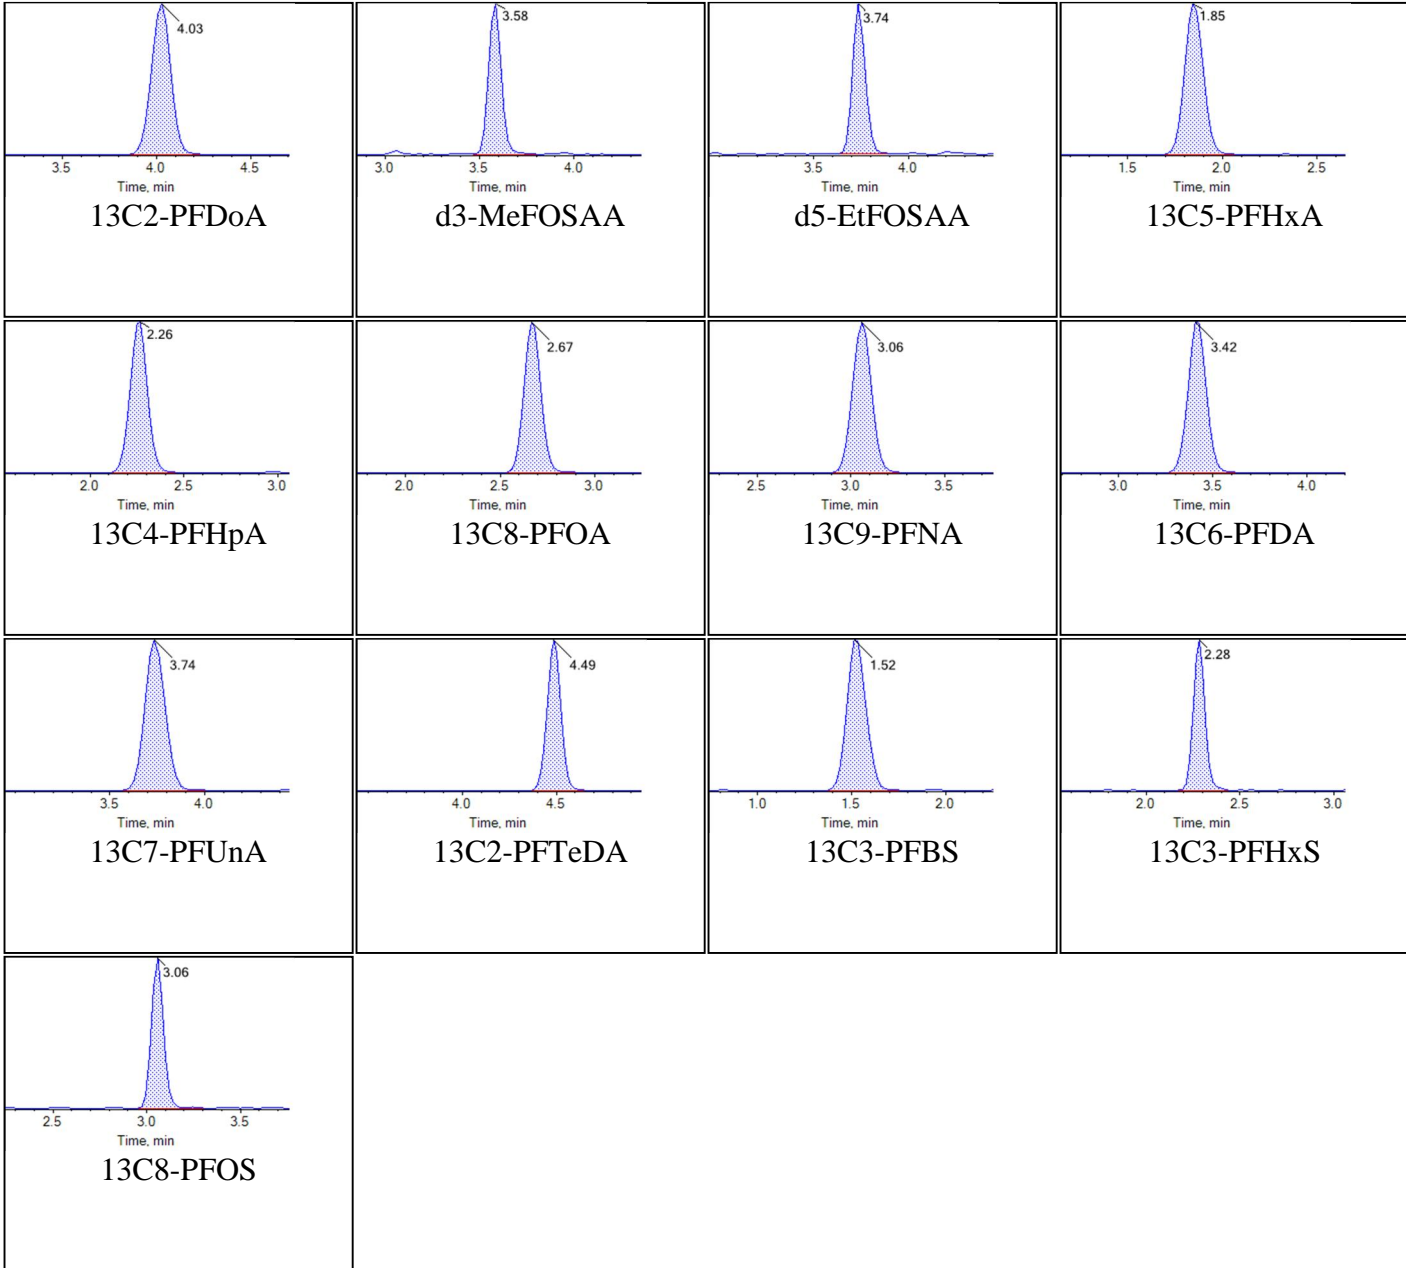 4.03
3.5 4.0 4.5
Time, min
13C2-PFDoA
3.58
3.0 3.5 4.0
Time, min
d3-MeFOSAA
3.74
3.5 4.0
Time, min
d5-EtFOSAA
1.85
1.5 2.0 2.5
Time, min
13C5-PFHxA
2.26
2.0 2.5 3.0
Time, min
13C4-PFHpA
2.67
2.0 2.5 3.0
Time, min
13C8-PFOA
3.06
2.5 3.0 3.5
Time, min
13C9-PFNA
3.42
3.0 3.5 4.0
Time, min
13C6-PFDA
3.74
3.5 4.0
Time, min
13C7-PFUnA
4.49
4.0 4.5
Time, min
13C2-PFTeDA
1.52
1.0 1.5 2.0
Time, min
13C3-PFBS
2.28
2.0 2.5 3.0
Time, min
13C3-PFHxS
3.06
2.5 3.0 3.5
Time, min
13C8-PFOS